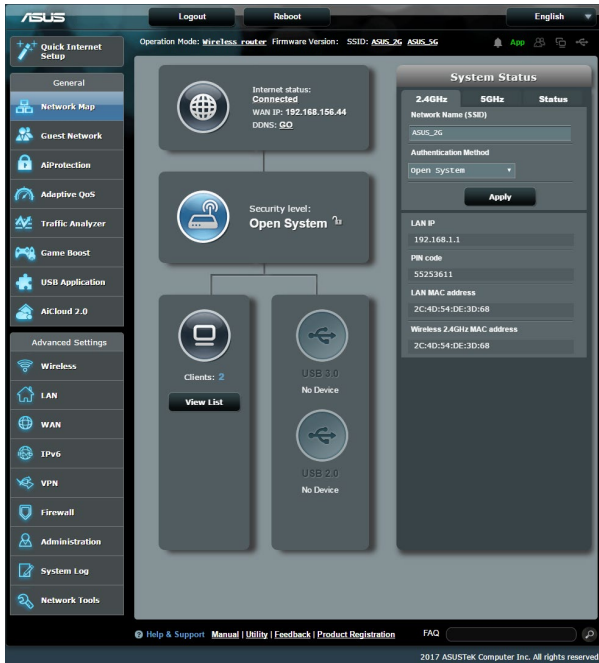 ASUS
Logout
Reboot
English
Quick Internet
Setup
Operation Mode: Wireless router Firmware Version: SSID: ASUS_2G ASUS_5G
App
General
Network Map
Guest Network
AiProtection
Adaptive QoS
Traffic Analyzer
Game Boost
USB Application
AiCloud 2.0
Advanced Settings
Wireless
LAN
WAN
IPv6
VPN
Firewall
Administration
System Log
Network Tools
Internet status:
Connected
WAN IP: 192.168.156.44
DDNS: GO
Security level:
Open System
Clients: 2
View List
USB 3.0
No Device
USB 2.0
No Device
System Status
2.4GHz 5GHz Status
Network Name (SSID)
ASUS_2G
Authentication Method
Open System
Apply
LAN IP
192.168.1.1
PIN code
55253611
LAN MAC address
2C:4D:54:DE:3D:68
Wireless 2.4GHz MAC address
2C:4D:54:DE:3D:68
Help & Support Manual | Utility | Feedback | Product Registration FAQ
2017 ASUSTeK Computer Inc. All rights reserved